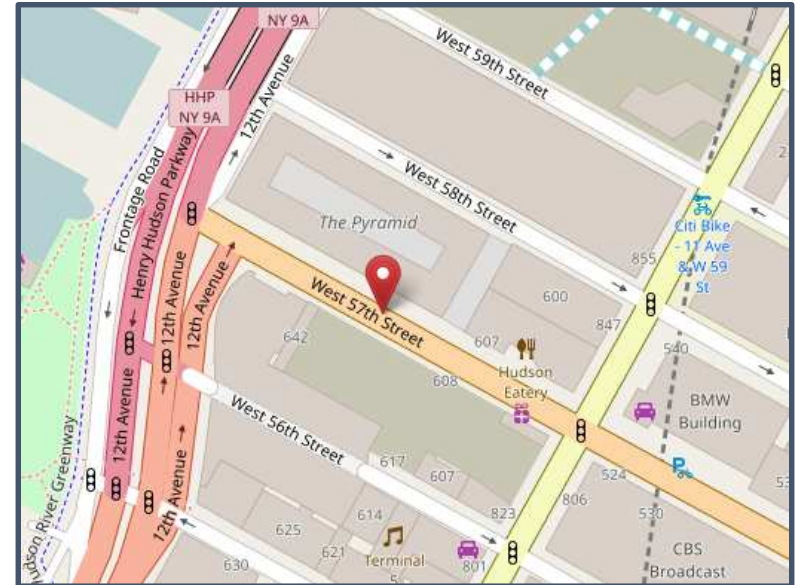 NY 9A
HHP
NY 9A
12th Avenue
West 59th Street
Frontage Road
Henry Hudson Parkway
West 58th Street
The Pyramid
Citi Bike
- 11 Ave
& W 59
St
855
12th Avenue
12th Avenue
West 57th Street
600
847
642
607
Hudson
Eatery
540
608
BMW
Building
12th Avenue
West 56th Street
617
607
524
806
530
12th Avenue
614
823
625
621
Terminal
5
801
630
CBS
Broadcast
udson River Greenway